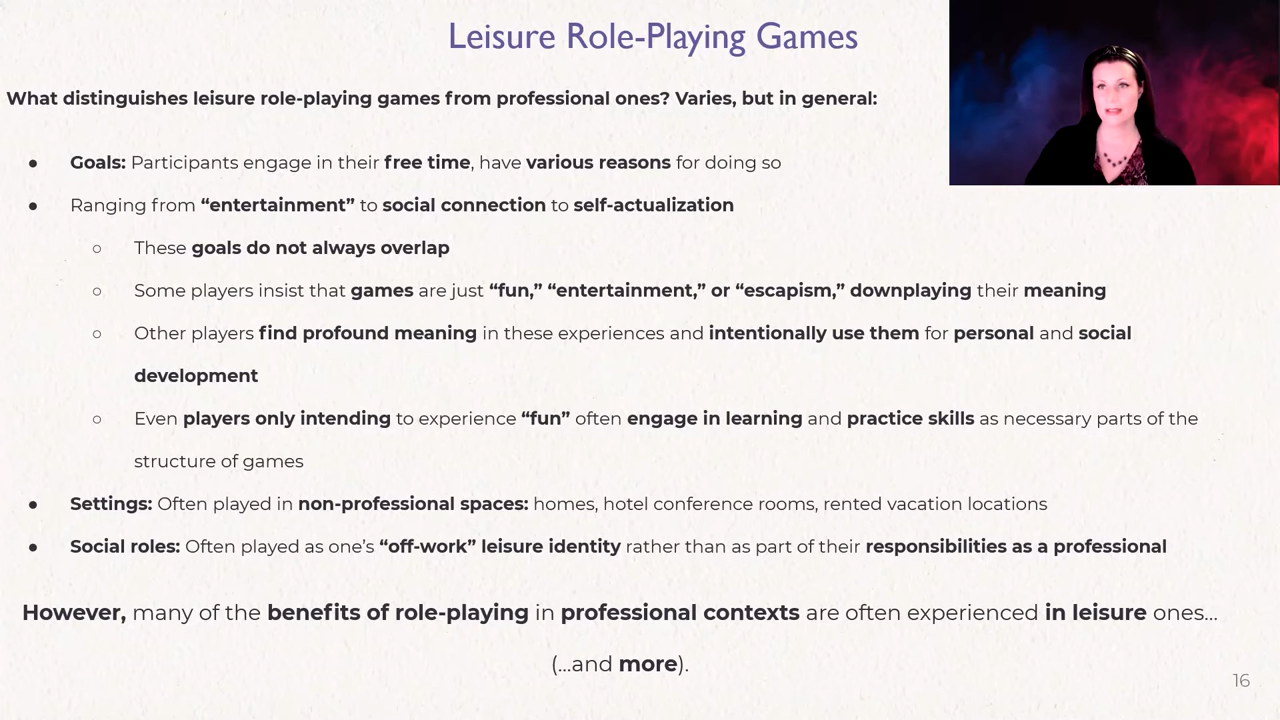 Leisure Role-Playing Games
What distinguishes leisure role-playing games from professional ones? Varies, but in general:
● Goals: Participants engage in their free time, have various reasons for doing so
● Ranging from “entertainment” to social connection to self-actualization
○ These goals do not always overlap
○ Some players insist that games are just “fun,” “entertainment,” or “escapism,” downplaying their meaning
○ Other players find profound meaning in these experiences and intentionally use them for personal and social
development
○ Even players only intending to experience “fun” often engage in learning and practice skills as necessary parts of the
structure of games
● Settings: Often played in non-professional spaces: homes, hotel conference rooms, rented vacation locations
● Social roles: Often played as one’s “off-work” leisure identity rather than as part of their responsibilities as a professional
However, many of the benefits of role-playing in professional contexts are often experienced in leisure ones…
(…and more).
16